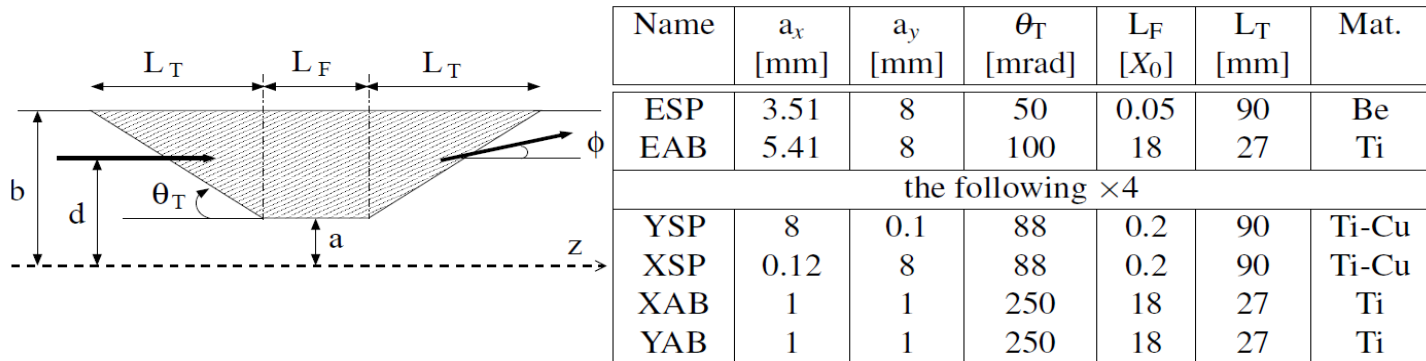 L T L F L T
b
d
θT
a
z
ϕ
Name ax ay θT LF LT Mat.
[mm] [mm] [mrad] [X0] [mm]
ESP 3.51 8 50 0.05 90 Be
EAB 5.41 8 100 18 27 Ti
the following ×4
YSP 8 0.1 88 0.2 90 Ti-Cu
XSP 0.12 8 88 0.2 90 Ti-Cu
XAB 1 1 250 18 27 Ti
YAB 1 1 250 18 27 Ti